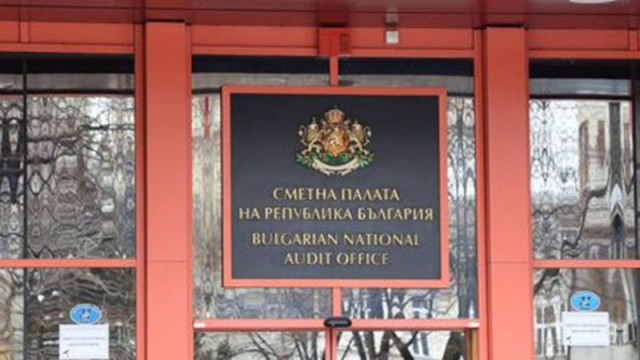 СМЕТНА ПАЛАТА
НА РЕПУБЛИКА БЪЛГАРИЯ
BULGARIAN NATIONAL
AUDIT OFFICE